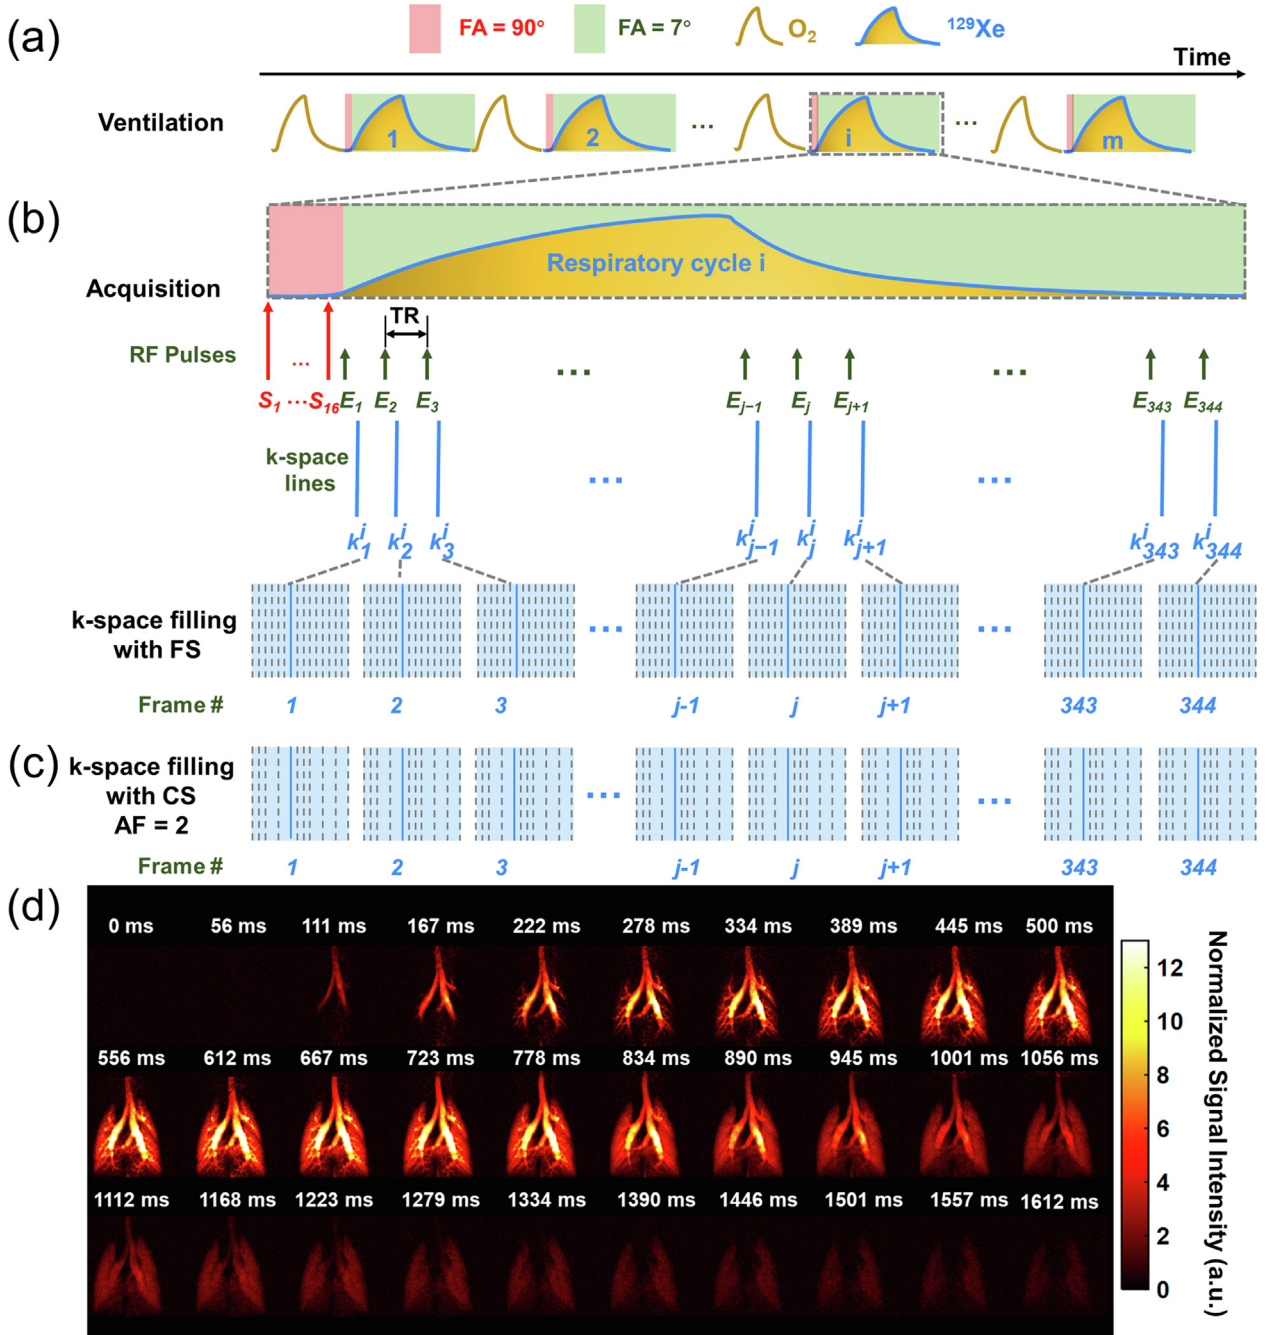 (a)
FA = 90° FA = 7° O2 129Xe
Time
Ventilation
1 2 ... i ... m
(b)
Respiratory cycle i
Acquisition
TR
RF Pulses
... ... ...
S1 ...S16 E1 E2 E3 Ej−1 Ej Ej+1 E343 E344
k-space
lines
... ...
k1i k2i k3i kj−1i kji kj+1i k343i k344i
k-space filling
with FS
... ...
Frame # 1 2 3 j-1 j j+1 343 344
(c)
k-space filling
with CS
AF = 2
... ...
Frame # 1 2 3 j-1 j j+1 343 344
(d)
0 ms 56 ms 111 ms 167 ms 222 ms 278 ms 334 ms 389 ms 445 ms 500 ms
556 ms 612 ms 667 ms 723 ms 778 ms 834 ms 890 ms 945 ms 1001 ms 1056 ms
1112 ms 1168 ms 1223 ms 1279 ms 1334 ms 1390 ms 1446 ms 1501 ms 1557 ms 1612 ms
12
10
8
6
4
2
0
Normalized Signal Intensity (a.u.)